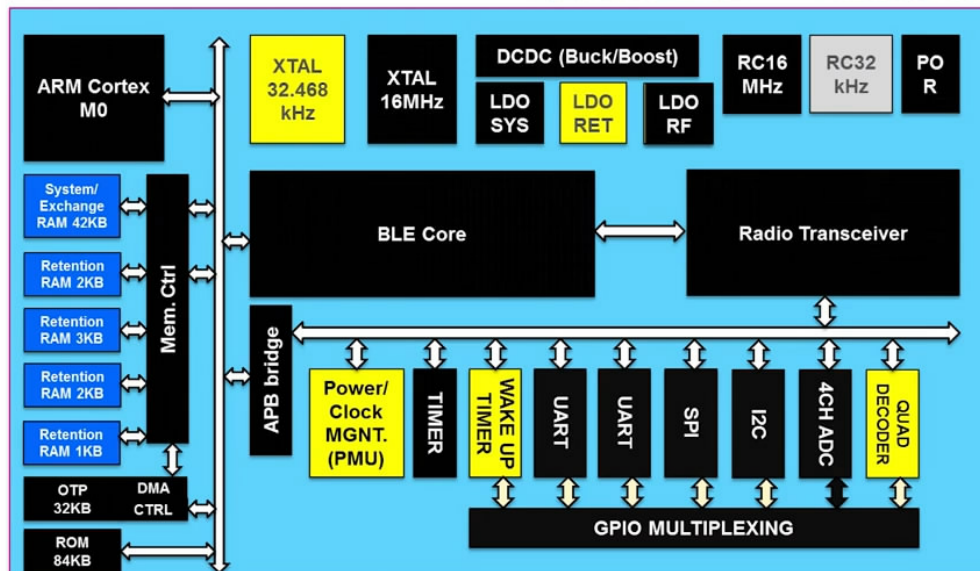 ARM Cortex
M0
XTAL
32.468
kHz
XTAL
16MHz
DCDC (Buck/Boost)
LDO
SYS
LDO
RET
LDO
RF
RC16
MHz
RC32
kHz
PO
R
System/
Exchange
RAM 42KB
Retention
RAM 2KB
Retention
RAM 3KB
Retention
RAM 2KB
Retention
RAM 1KB
Mem. Ctrl
OTP
32KB
DMA
CTRL
ROM
84KB
BLE Core
Radio Transceiver
APB bridge
Power/
Clock
MGNT.
(PMU)
TIMER
WAKE UP
TIMER
UART
UART
SPI
I2C
4CH ADC
QUAD
DECODER
GPIO MULTIPLEXING